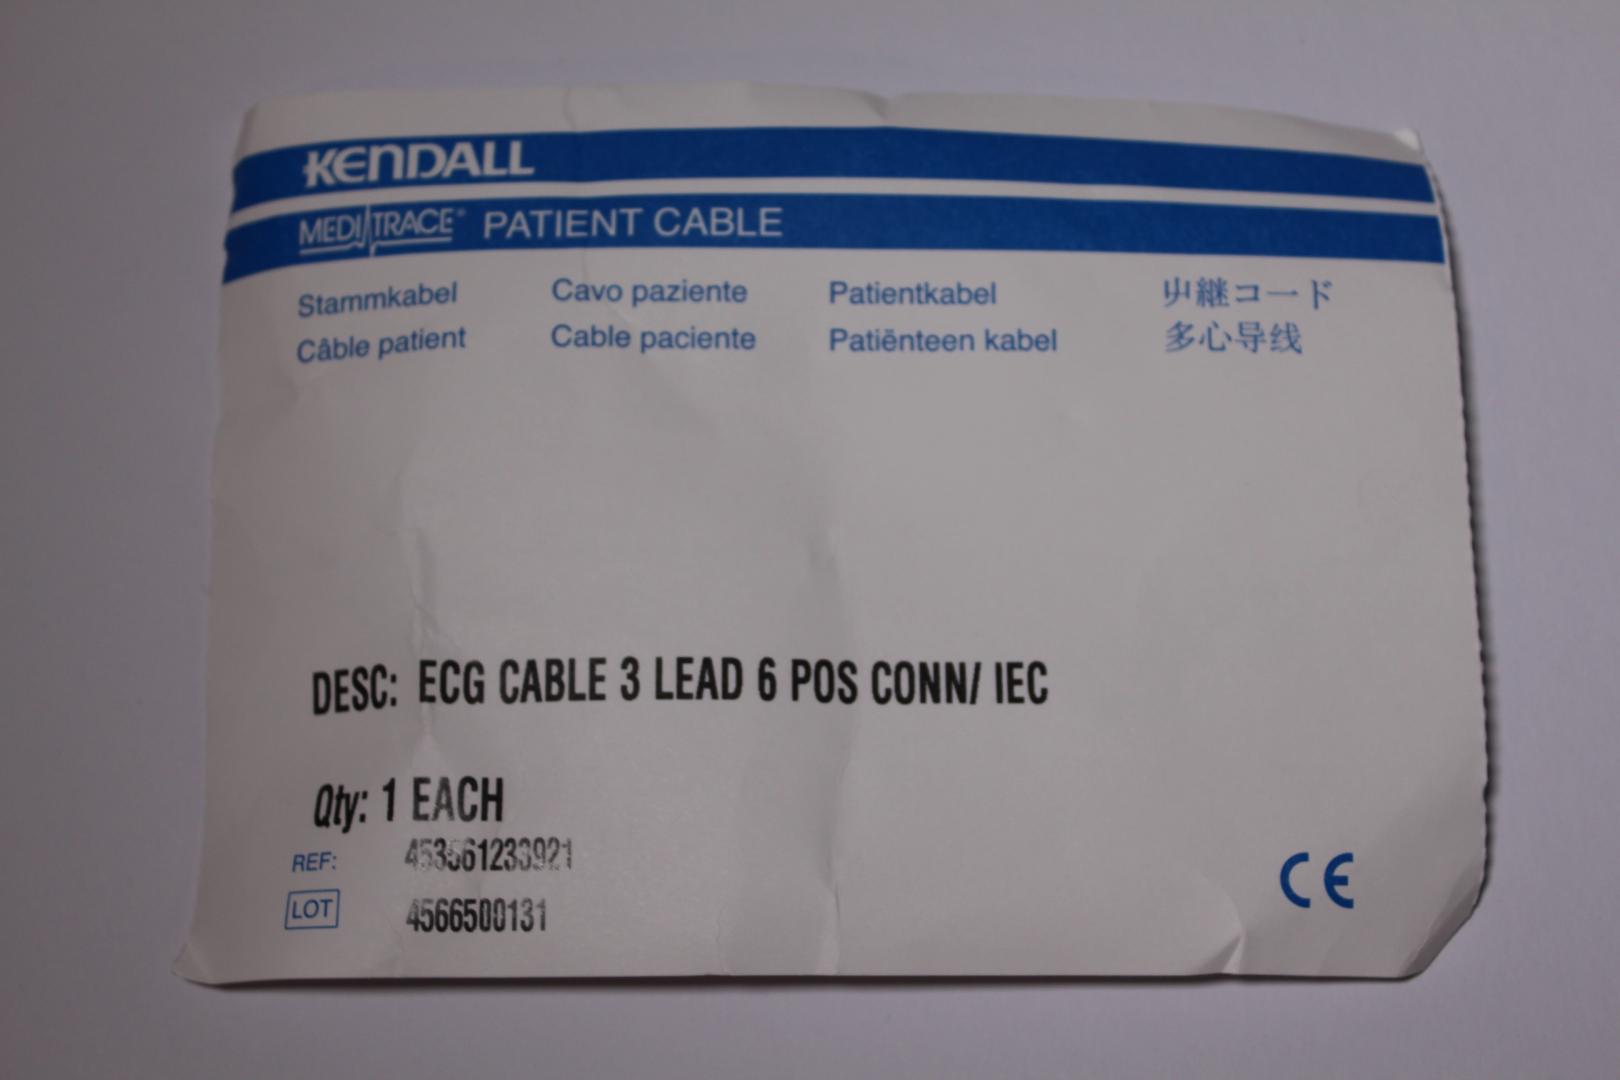 KENDALL
MEDI TRACE® PATIENT CABLE
Stammkabel Cavo paziente Patientkabel 中継コード
Câble patient Cable paciente Patiënteen kabel 多心导线
DESC: ECG CABLE 3 LEAD 6 POS CONN/ IEC
Qty: 1 EACH
REF: 453561233921
LOT 4566500131
CE